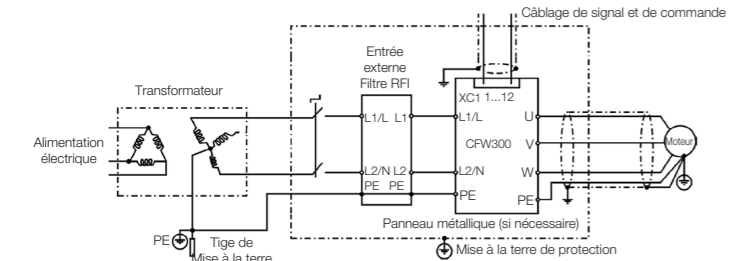 Câblage de signal et de commande
Entrée
externe
Filtre RFI
Transformateur
XC1 1...12
Alimentation
électrique
L1/L L1
L1/L
U
CFW300
V
Moteur
L2/N L2
L2/N
W
PE PE
PE
PE
Panneau métallique (si nécessaire)
PE
Tige de
Mise à la terre
Mise à la terre de protection